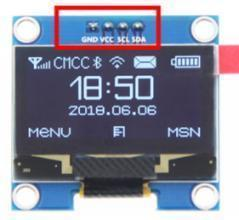 GND VCC SCL SDA
CMCC
18:50
2018.06.06
MENU MSN